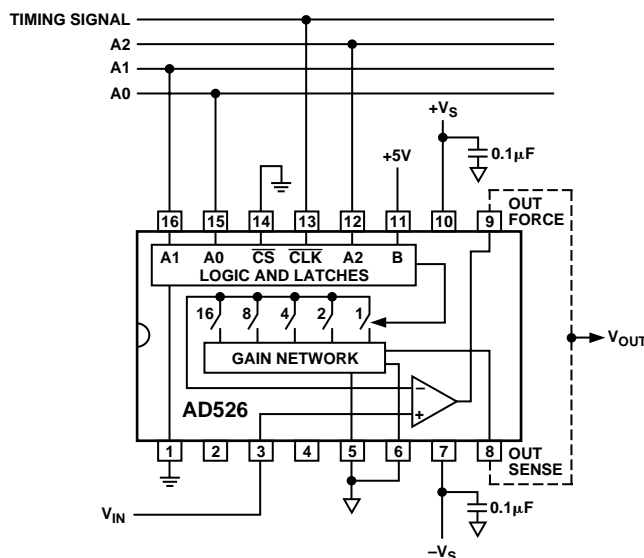 TIMING SIGNAL
A2
A1
A0
+VS
0.1µF
+5V
OUT
FORCE
16 15 14 13 12 11 10 9
A1 A0 CS CLK A2 B
LOGIC AND LATCHES
16 8 4 2 1
VOUT
GAIN NETWORK
–
+
AD526
1 2 3 4 5 6 7 8
OUT
SENSE
VIN
0.1µF
–VS